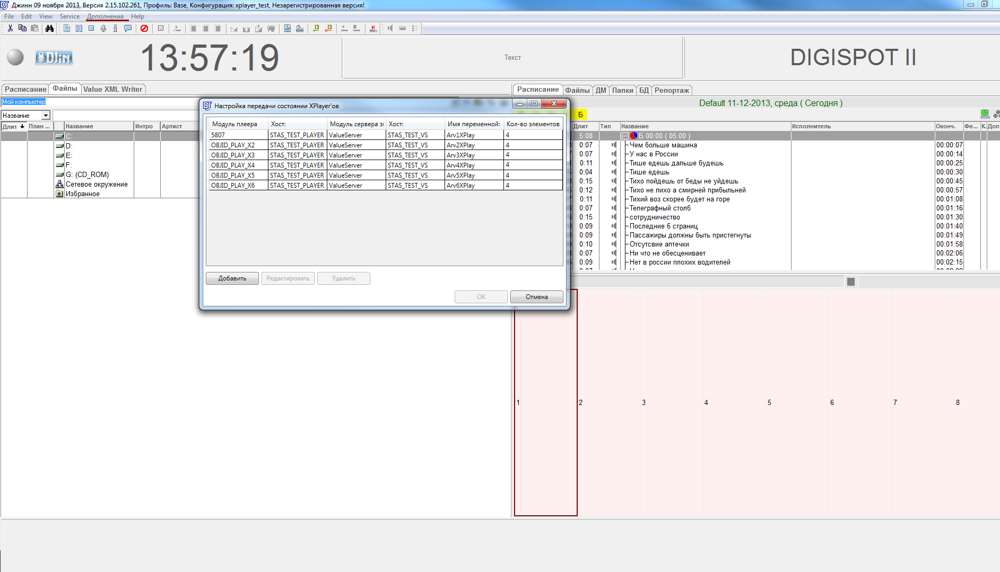 Джинн 09 ноября 2013, Версия 2.15.102.261, Профиль: Base, Конфигурация: xplayer_test, Незарегистрированная версия!
File Edit View Service Дополнения Help
DJin
13:57:19
Текст
DIGISPOT II
Расписание Файлы Value XML Writer
Мой компьютер
Название
Длит План ... Название Интро Артист
C:
D:
E:
F:
G: (CD_ROM)
Сетевое окружение
Избранное
Настройка передачи состоянии XPlayer'ов
Модуль плеера Хост: Модуль сервера зн Хост: Имя переменной: Кол-во элементов:
5807 STAS_TEST_PLAYER ValueServer STAS_TEST_VS Arv1XPlay 4
OBJID_PLAY_X2 STAS_TEST_PLAYER ValueServer STAS_TEST_VS Arv2XPlay 4
OBJID_PLAY_X3 STAS_TEST_PLAYER ValueServer STAS_TEST_VS Arv3XPlay 4
OBJID_PLAY_X4 STAS_TEST_PLAYER ValueServer STAS_TEST_VS Arv4XPlay 4
OBJID_PLAY_X5 STAS_TEST_PLAYER ValueServer STAS_TEST_VS Arv5XPlay 4
OBJID_PLAY_X6 STAS_TEST_PLAYER ValueServer STAS_TEST_VS Arv6XPlay 4
Добавить Редактировать Удалить
OK Отмена
Расписание Файлы ДМ Папки БД Репортаж
Default 11-12-2013, среда ( Сегодня )
Б
Длит Тип Название Исполнитель Оконч. Фе... К. Доп
5:08 Б 00:00 ( 05:00 )
0:07 Чем больше машина 00:00:07
0:07 У нас в России 00:00:14
0:11 Тише едешь дальше будешь 00:00:25
0:04 Тише едешь 00:00:30
0:15 Тихо пойдешь от беды не уйдешь 00:00:45
0:12 Тихо не лихо а смирней прибыльней 00:00:57
0:11 Тихий воз скорее будет на горе 00:01:08
0:07 Телеграфный столб 00:01:16
0:15 сотрудничество 00:01:30
0:09 Последние 6 страниц 00:01:40
0:09 Пассажиры должны быть пристегнуты 00:01:49
0:10 Отсутсвие аптечки 00:01:58
0:07 Ни что не обесценивает 00:02:06
0:09 Нет в россии плохих водителей 00:02:15
1 2 3 4 5 6 7 8